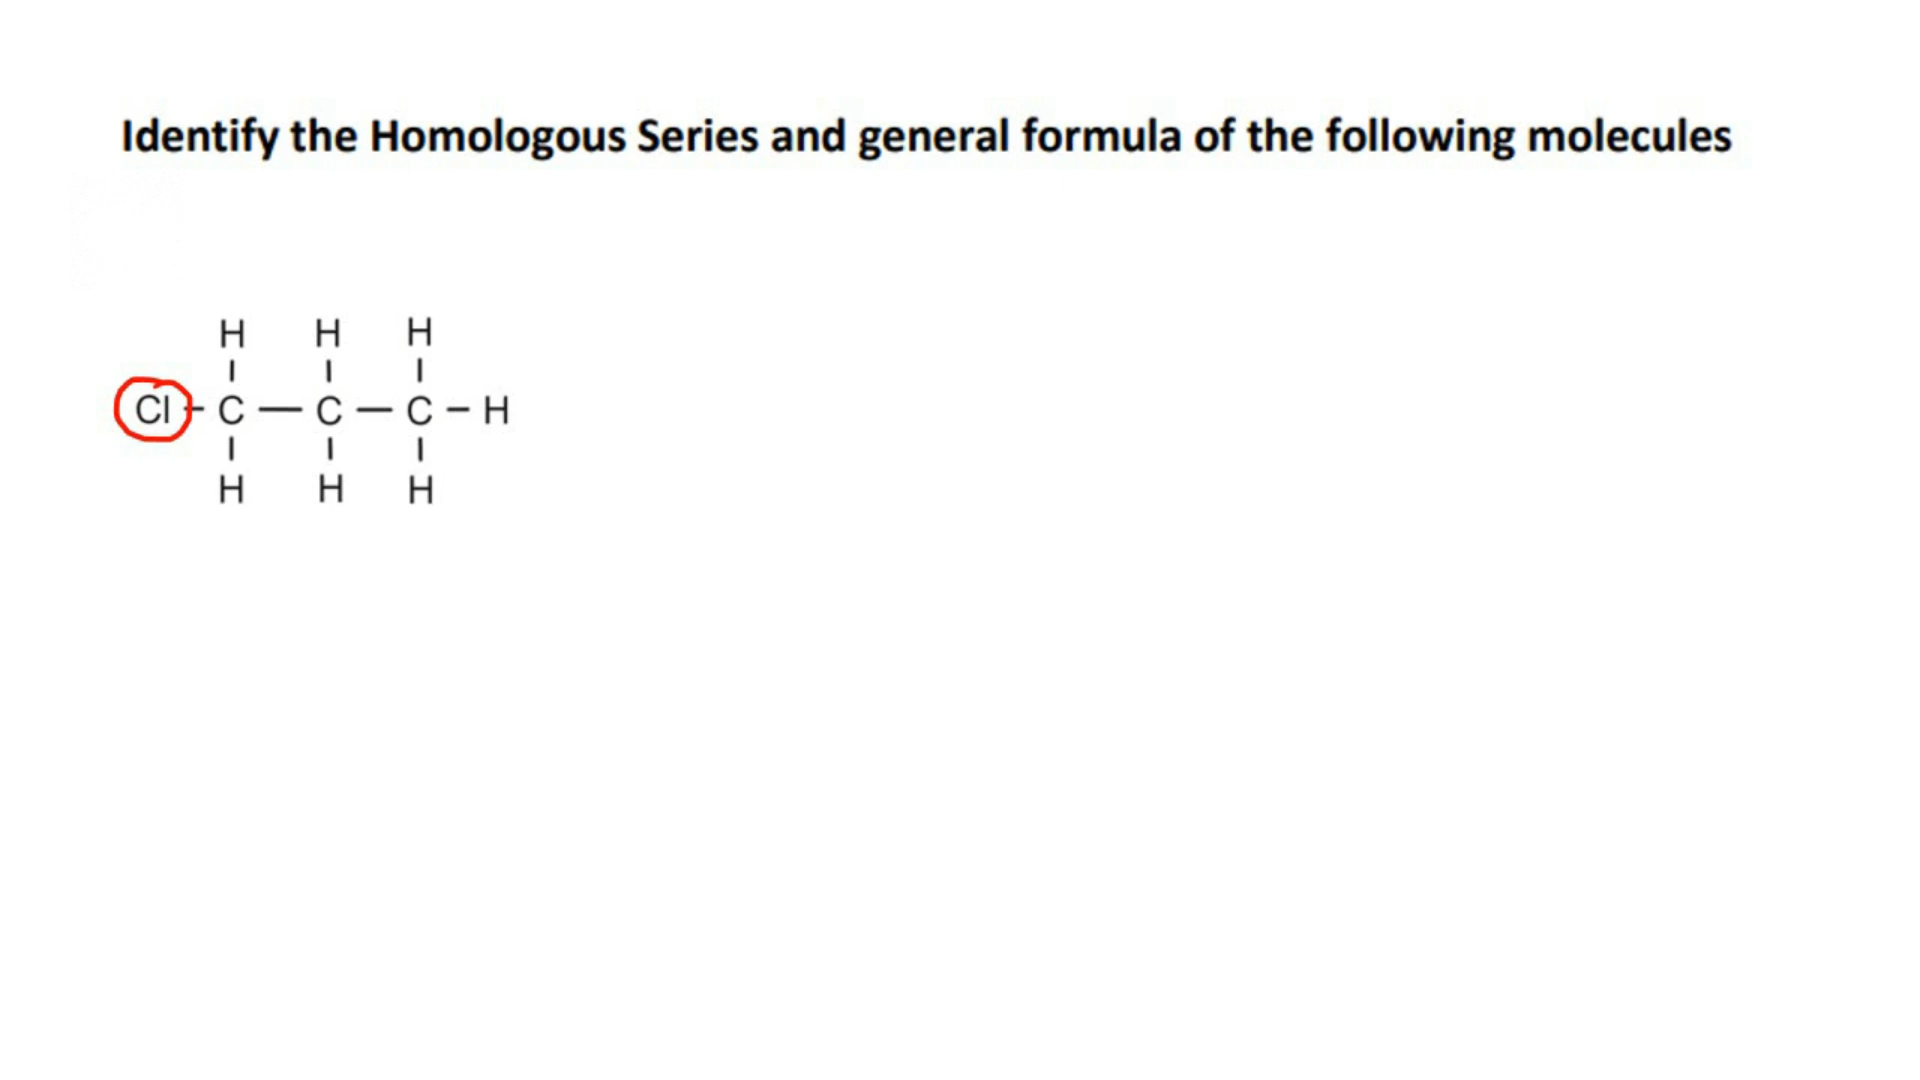 Identify the Homologous Series and general formula of the following molecules
H H H
Cl - C — C — C - H
H H H